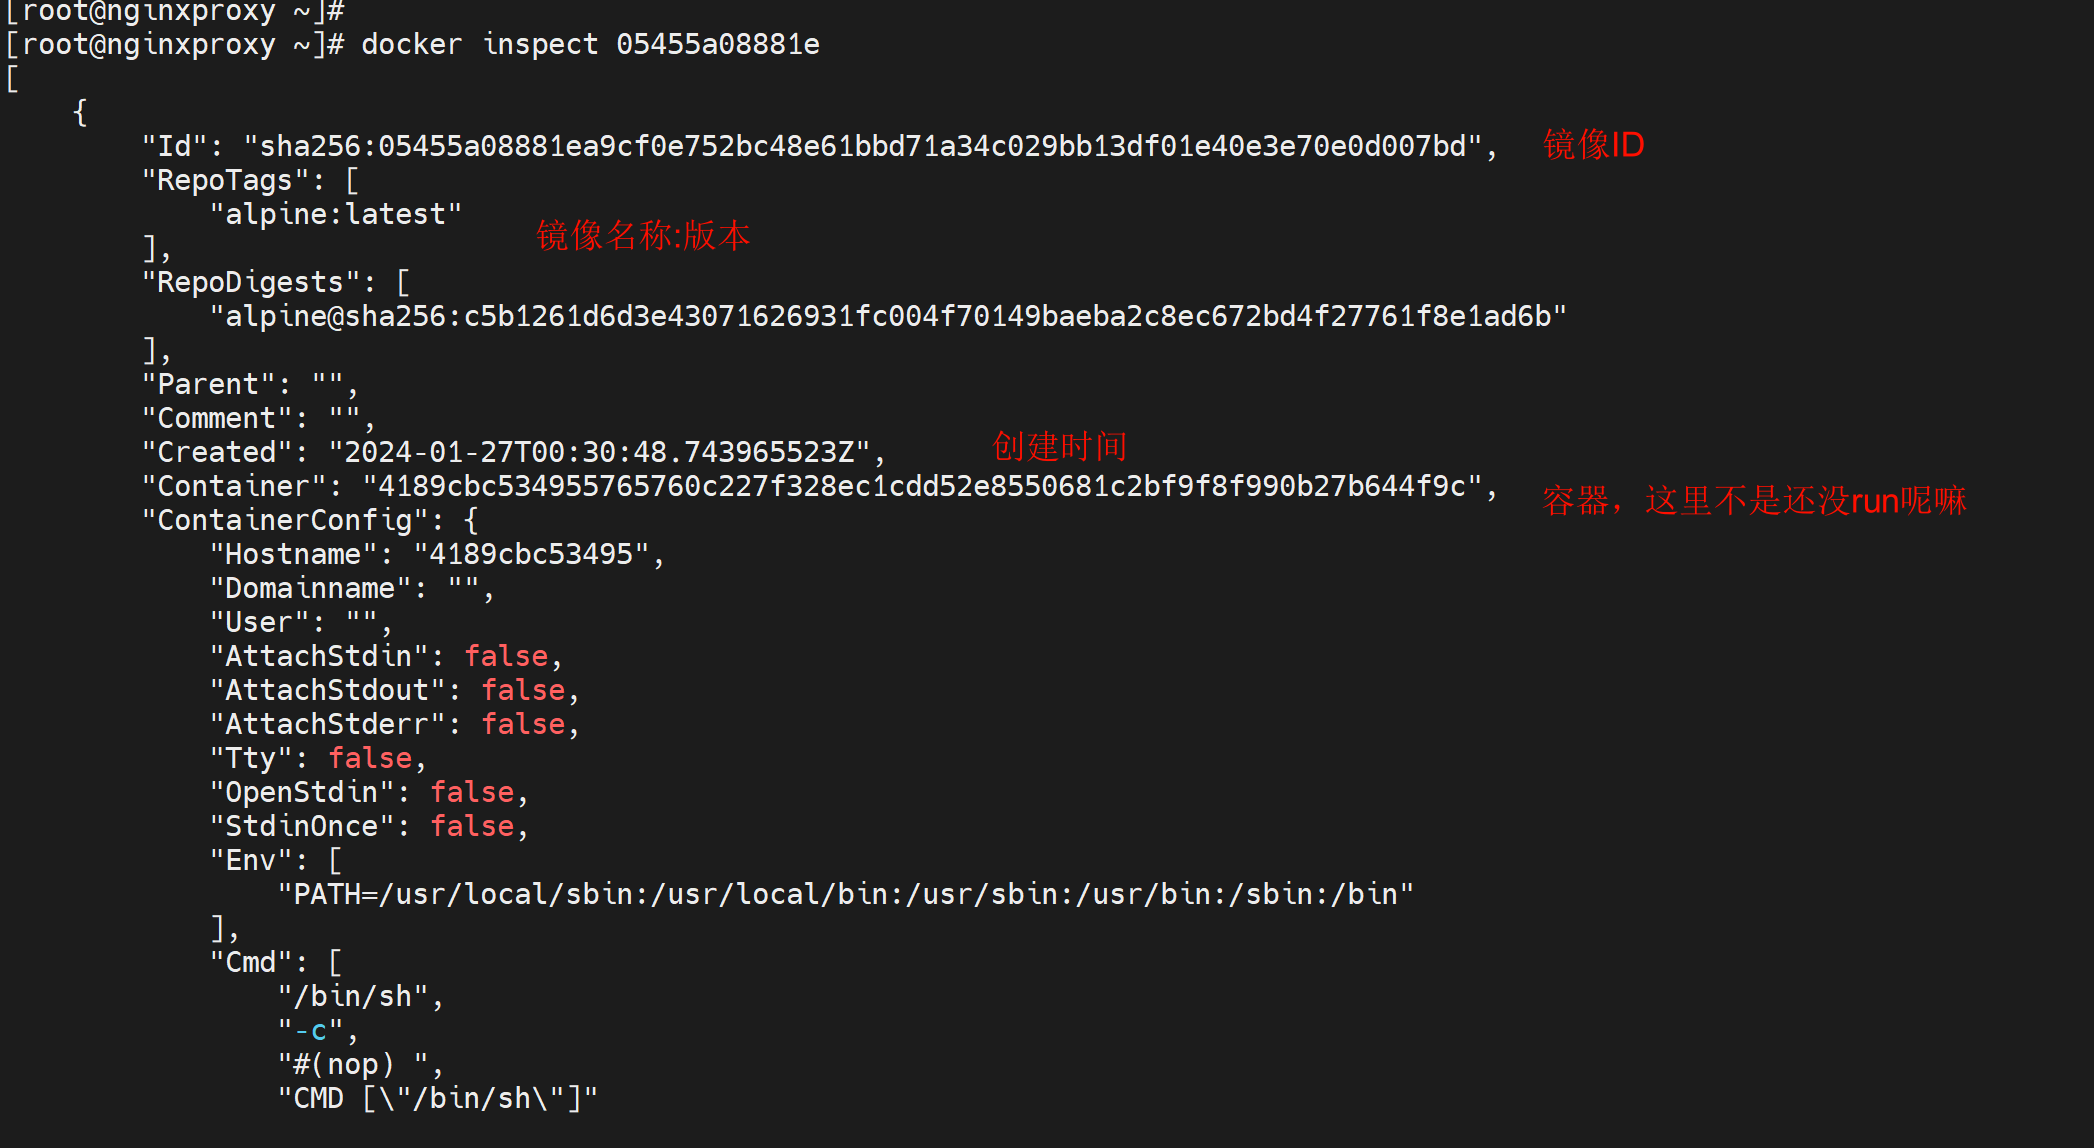 [root@nginxproxy ~]#
[root@nginxproxy ~]# docker inspect 05455a08881e
[
    {
        "Id": "sha256:05455a08881ea9cf0e752bc48e61bbd71a34c029bb13df01e40e3e70e0d007bd", 镜像ID
        "RepoTags": [
            "alpine:latest"
镜像名称:版本
        ],
        "RepoDigests": [
            "alpine@sha256:c5b1261d6d3e43071626931fc004f70149baeba2c8ec672bd4f27761f8e1ad6b"
        ],
        "Parent": "",
        "Comment": "",
        "Created": "2024-01-27T00:30:48.743965523Z", 创建时间
        "Container": "4189cbc534955765760c227f328ec1cdd52e8550681c2bf9f8f990b27b644f9c", 容器，这里不是还没run呢嘛
        "ContainerConfig": {
            "Hostname": "4189cbc53495",
            "Domainname": "",
            "User": "",
            "AttachStdin": false,
            "AttachStdout": false,
            "AttachStderr": false,
            "Tty": false,
            "OpenStdin": false,
            "StdinOnce": false,
            "Env": [
                "PATH=/usr/local/sbin:/usr/local/bin:/usr/sbin:/usr/bin:/sbin:/bin"
            ],
            "Cmd": [
                "/bin/sh",
                "-c",
                "#(nop) ",
                "CMD [\"/bin/sh\"]"